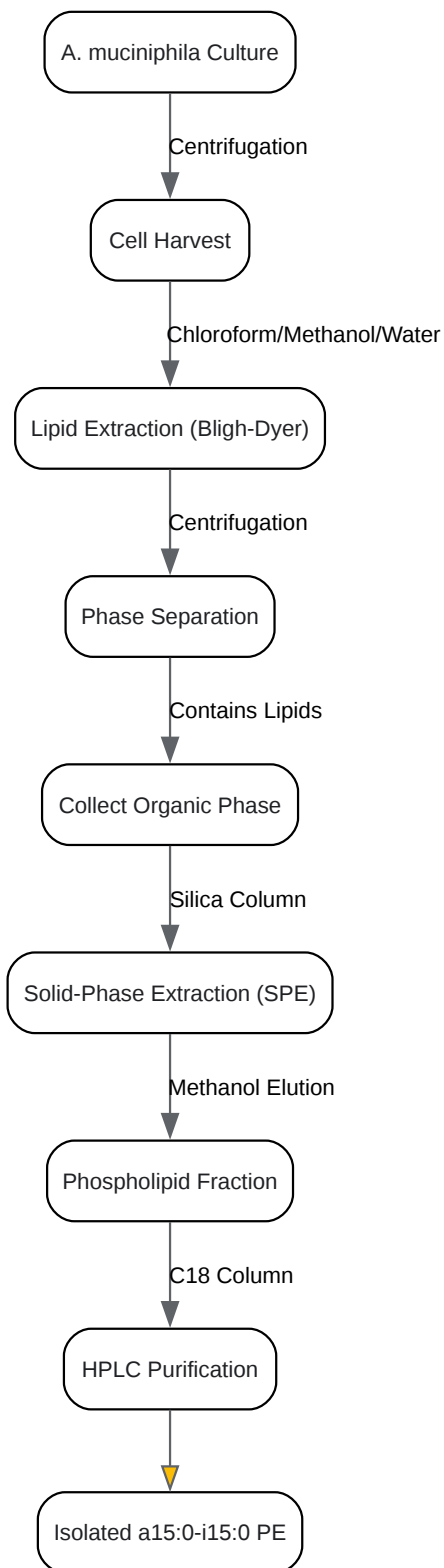 A. muciniphila Culture
Centrifugation
Cell Harvest
Chloroform/Methanol/Water
Lipid Extraction (Bligh-Dyer)
Centrifugation
Phase Separation
Contains Lipids
Collect Organic Phase
Silica Column
Solid-Phase Extraction (SPE)
Methanol Elution
Phospholipid Fraction
C18 Column
HPLC Purification
Isolated a15:0-i15:0 PE